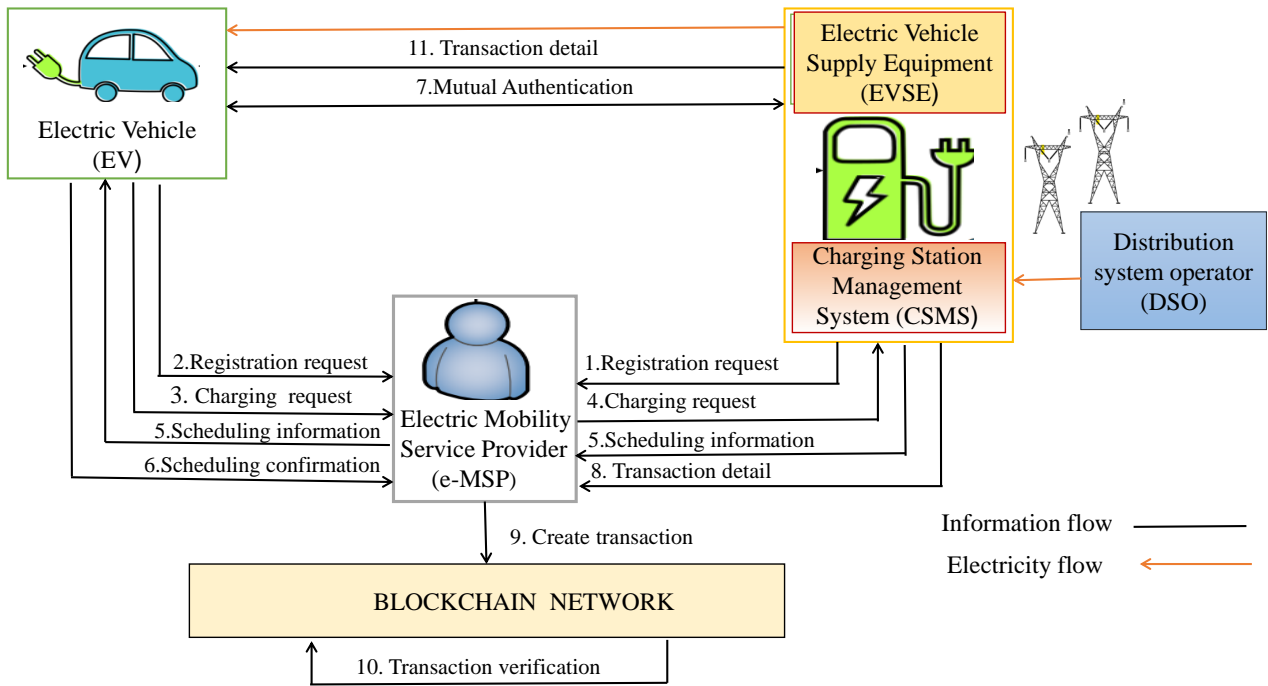 11. Transaction detail
7.Mutual Authentication
Electric Vehicle
(EV)
Electric Vehicle
Supply Equipment
(EVSE)
Charging Station
Management
System (CSMS)
Distribution
system operator
(DSO)
2.Registration request
3. Charging request
5.Scheduling information
6.Scheduling confirmation
Electric Mobility
Service Provider
(e-MSP)
1.Registration request
4.Charging request
5.Scheduling information
8. Transaction detail
9. Create transaction
BLOCKCHAIN NETWORK
10. Transaction verification
Information flow
Electricity flow